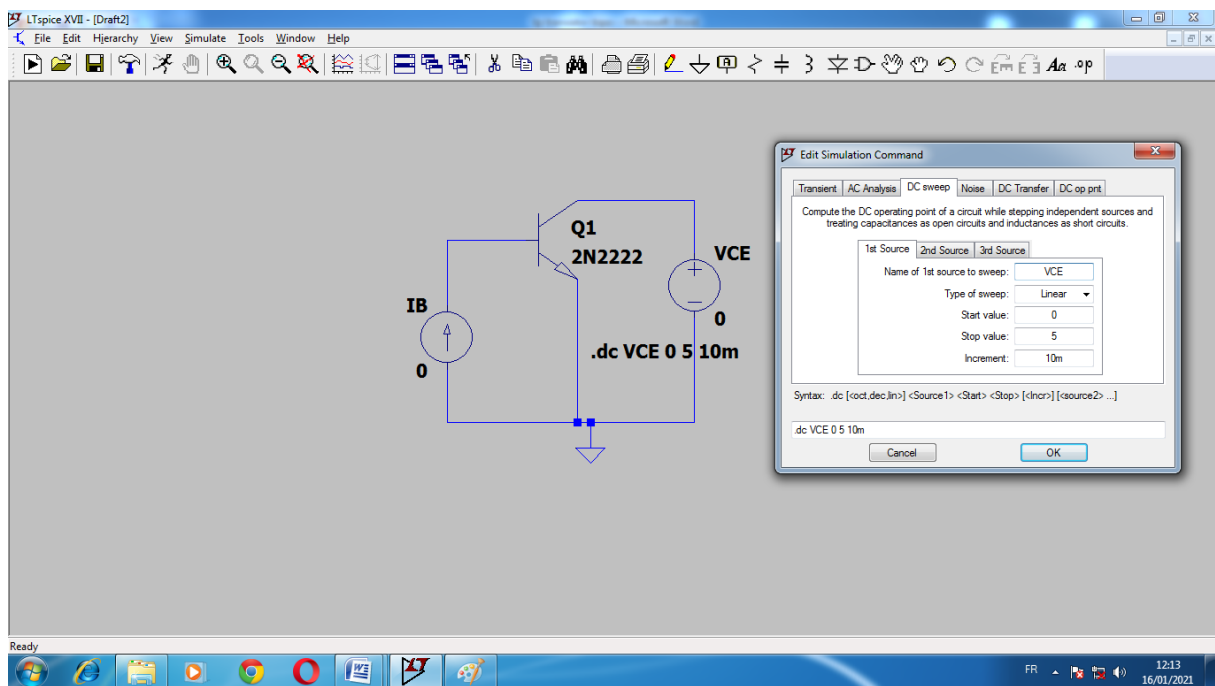 LTspice XVII - [Draft2]
File Edit Hierarchy View Simulate Tools Window Help
Aa .op
Q1
2N2222
VCE
0
IB
0
.dc VCE 0 5 10m
Edit Simulation Command
Transient AC Analysis DC sweep Noise DC Transfer DC op pnt
Compute the DC operating point of a circuit while stepping independent sources and
treating capacitances as open circuits and inductances as short circuits.
1st Source 2nd Source 3rd Source
Name of 1st source to sweep: VCE
Type of sweep: Linear
Start value: 0
Stop value: 5
Increment: 10m
Syntax: .dc [<oct,dec,lin>] <Source1> <Start> <Stop> [<Incr>] [<source2> ...]
.dc VCE 0 5 10m
Cancel OK
Ready
FR
12:13
16/01/2021